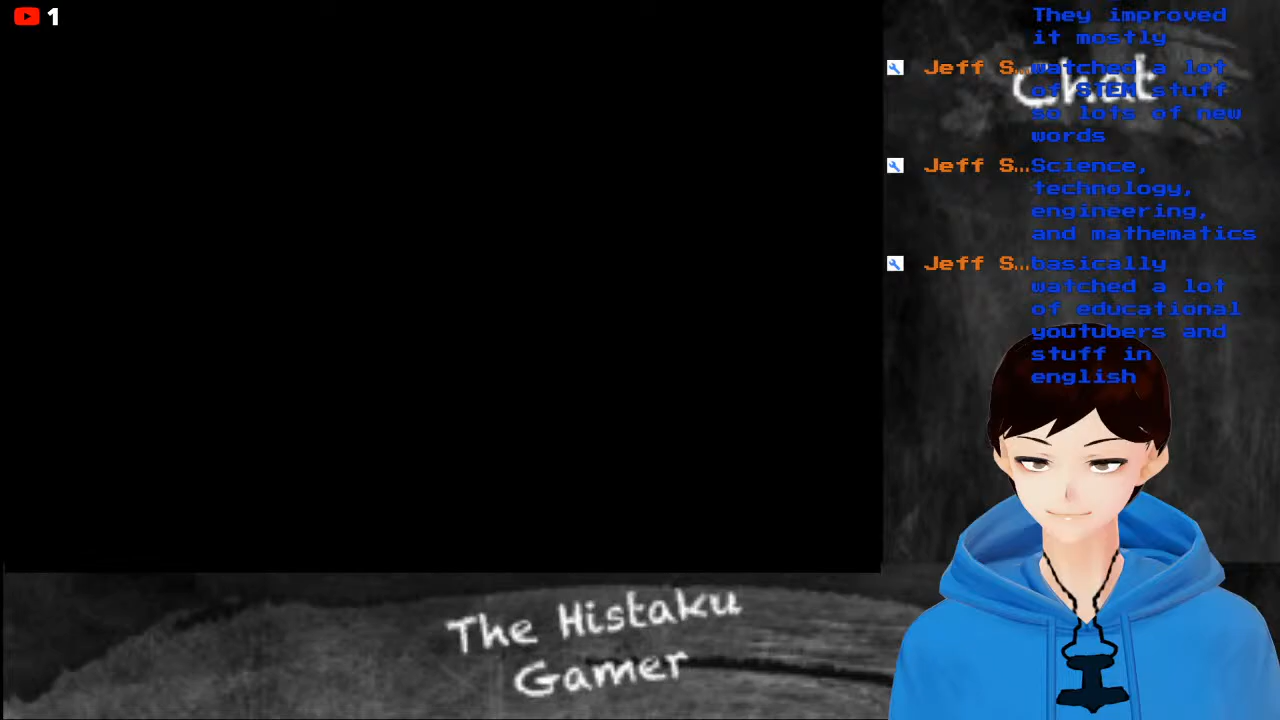 1
They improved
it mostly
Chat
Jeff S… watched a lot
of STEM stuff
so lots of new
words
Jeff S… Science,
technology,
engineering,
and mathematics
Jeff S… basically
watched a lot
of educational
youtubers and
stuff in
english
The Histaku
Gamer